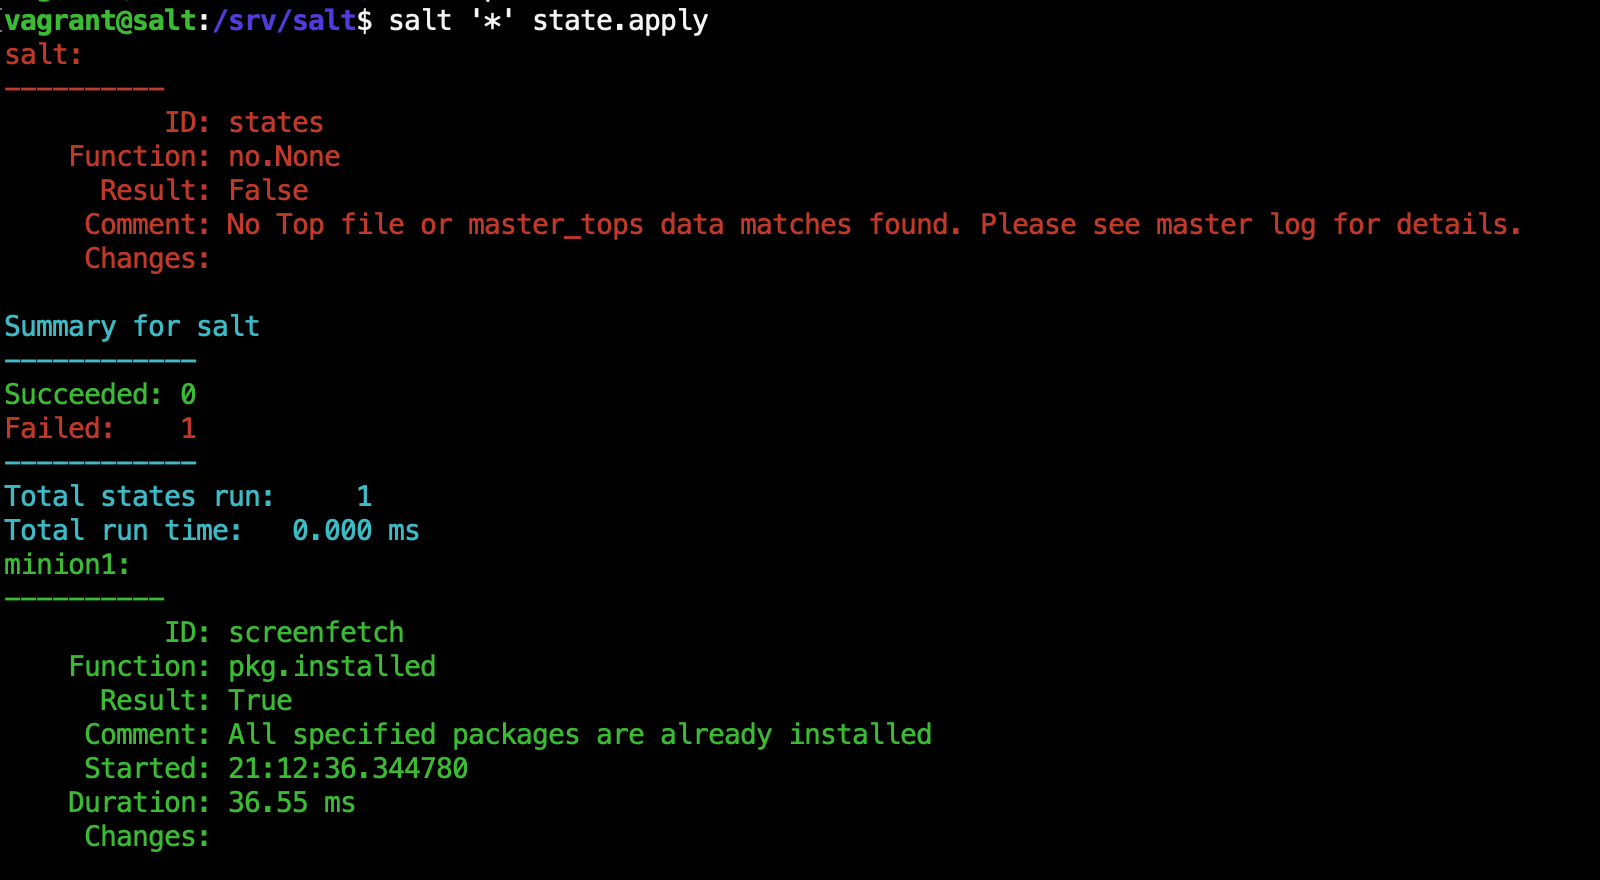 vagrant@salt:/srv/salt$ salt '*' state.apply
salt:
----------
          ID: states
    Function: no.None
      Result: False
     Comment: No Top file or master_tops data matches found. Please see master log for details.
     Changes:

Summary for salt
------------
Succeeded: 0
Failed:    1
------------
Total states run:     1
Total run time:   0.000 ms
minion1:
----------
          ID: screenfetch
    Function: pkg.installed
      Result: True
     Comment: All specified packages are already installed
     Started: 21:12:36.344780
    Duration: 36.55 ms
     Changes: